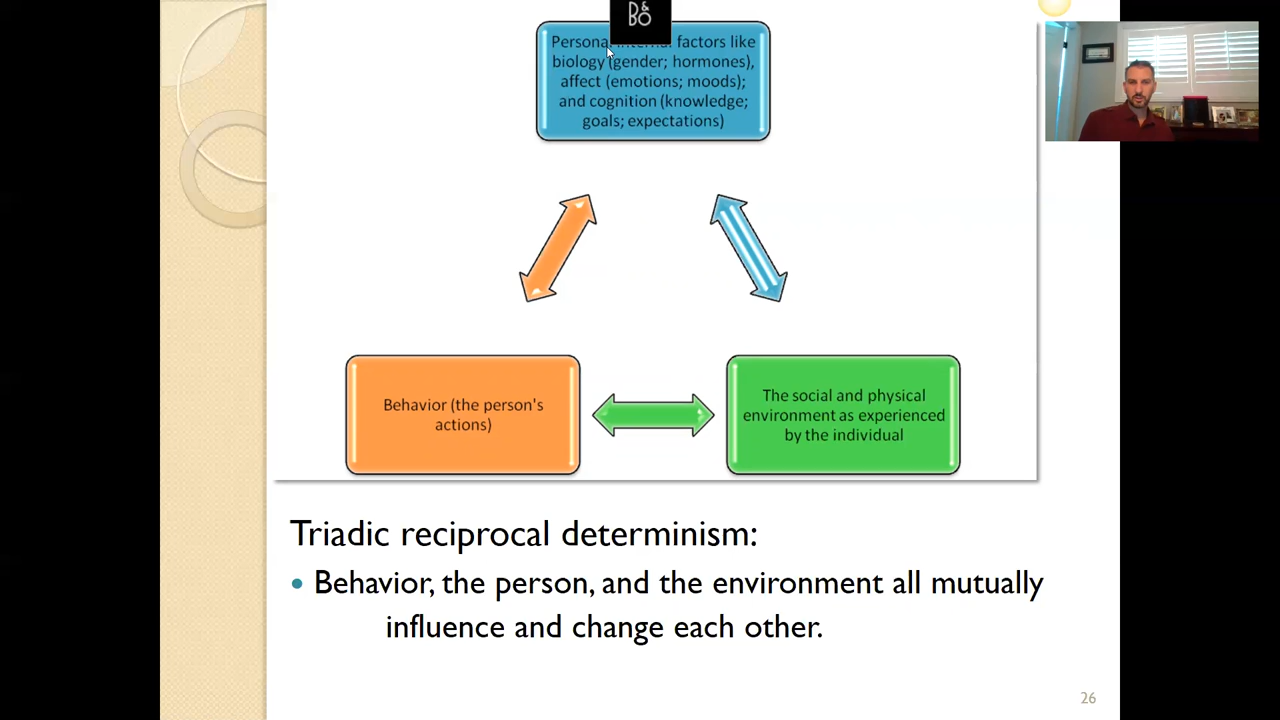 B&O
factors like
biology (gender; hormones),
affect (emotions; moods);
and cognition (knowledge;
goals; expectations)
Behavior (the person's
actions)
The social and physical
environment as experienced
by the individual
Triadic reciprocal determinism:
Behavior, the person, and the environment all mutually
influence and change each other.
26